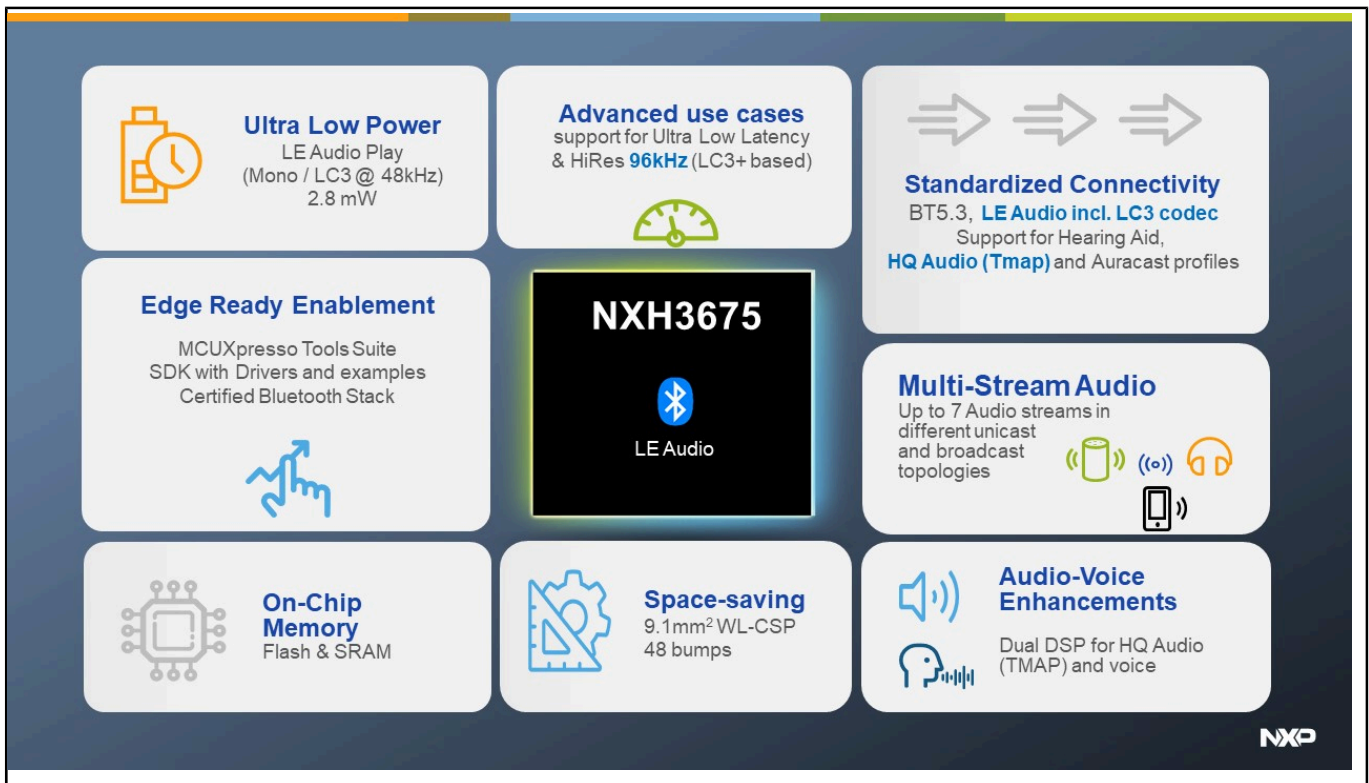 Ultra Low Power
LE Audio Play
(Mono / LC3 @ 48kHz)
2.8 mW
Advanced use cases
support for Ultra Low Latency
& HiRes 96kHz (LC3+ based)
Standardized Connectivity
BT5.3, LE Audio incl. LC3 codec
Support for Hearing Aid,
HQ Audio (Tmap) and Auracast profiles
Edge Ready Enablement
MCUXpresso Tools Suite
SDK with Drivers and examples
Certified Bluetooth Stack
NXH3675
LE Audio
Multi-Stream Audio
Up to 7 Audio streams in
different unicast
and broadcast
topologies
On-Chip
Memory
Flash & SRAM
Space-saving
9.1mm² WL-CSP
48 bumps
Audio-Voice
Enhancements
Dual DSP for HQ Audio
(TMAP) and voice
NXP